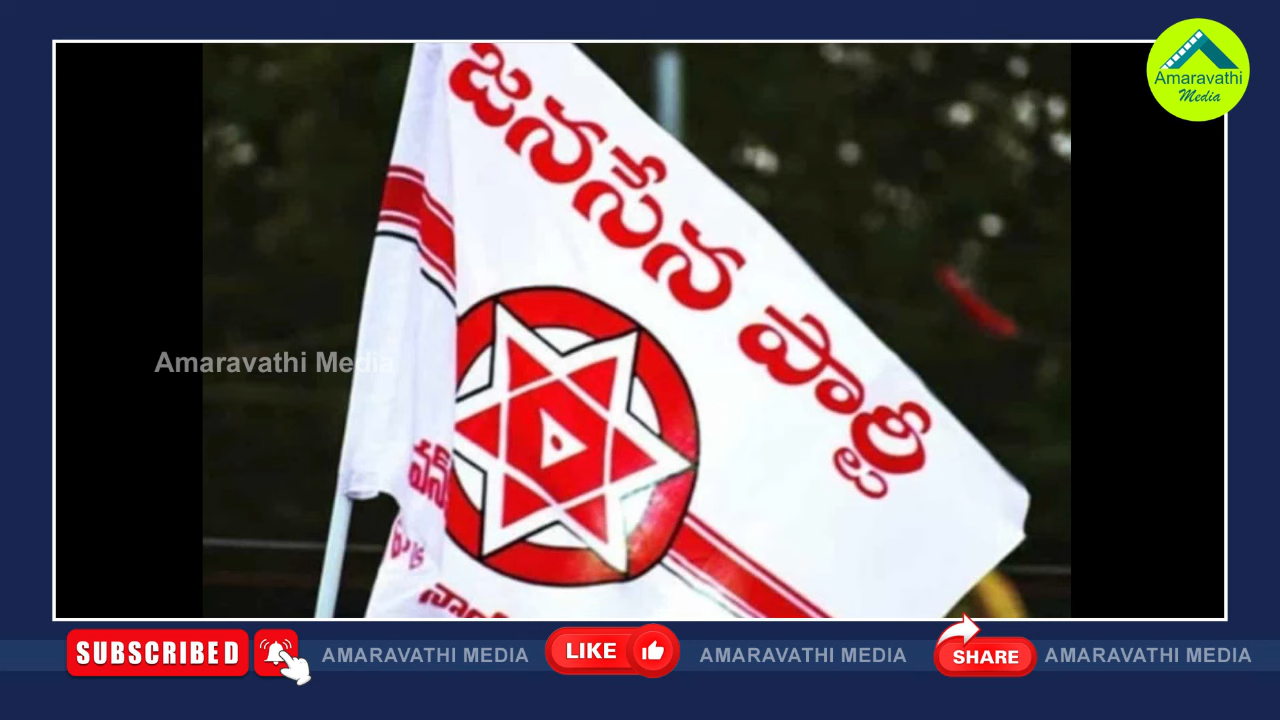 Amaravathi
Media
జనసేన పార్టీ
Amaravathi Media
SUBSCRIBED
AMARAVATHI MEDIA
LIKE
AMARAVATHI MEDIA
SHARE
AMARAVATHI MEDIA